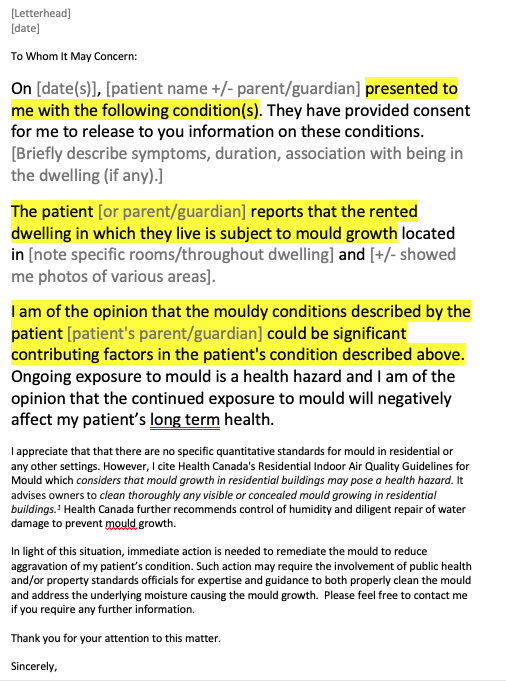 [Letterhead]
[date]
To Whom It May Concern:
On [date(s)], [patient name +/- parent/guardian] presented to
me with the following condition(s). They have provided consent
for me to release to you information on these conditions.
[Briefly describe symptoms, duration, association with being in
the dwelling (if any).]
The patient [or parent/guardian] reports that the rented
dwelling in which they live is subject to mould growth located
in [note specific rooms/throughout dwelling] and [+/- showed
me photos of various areas].
I am of the opinion that the mouldy conditions described by the
patient [patient's parent/guardian] could be significant
contributing factors in the patient's condition described above.
Ongoing exposure to mould is a health hazard and I am of the
opinion that the continued exposure to mould will negatively
affect my patient’s long term health.
I appreciate that that there are no specific quantitative standards for mould in residential or
any other settings. However, I cite Health Canada's Residential Indoor Air Quality Guidelines for
Mould which considers that mould growth in residential buildings may pose a health hazard. It
advises owners to clean thoroughly any visible or concealed mould growing in residential
buildings.¹ Health Canada further recommends control of humidity and diligent repair of water
damage to prevent mould growth.
In light of this situation, immediate action is needed to remediate the mould to reduce
aggravation of my patient’s condition. Such action may require the involvement of public health
and/or property standards officials for expertise and guidance to both properly clean the mould
and address the underlying moisture causing the mould growth. Please feel free to contact me
if you require any further information.
Thank you for your attention to this matter.
Sincerely,